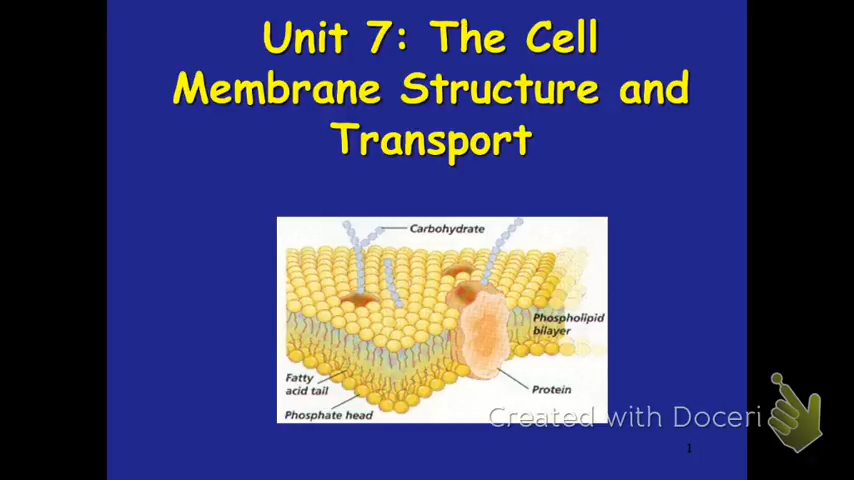 Unit 7: The Cell
Membrane Structure and
Transport
Carbohydrate
Phospholipid
bilayer
Fatty
acid tail
Protein
Phosphate head
Created with Doceri
1